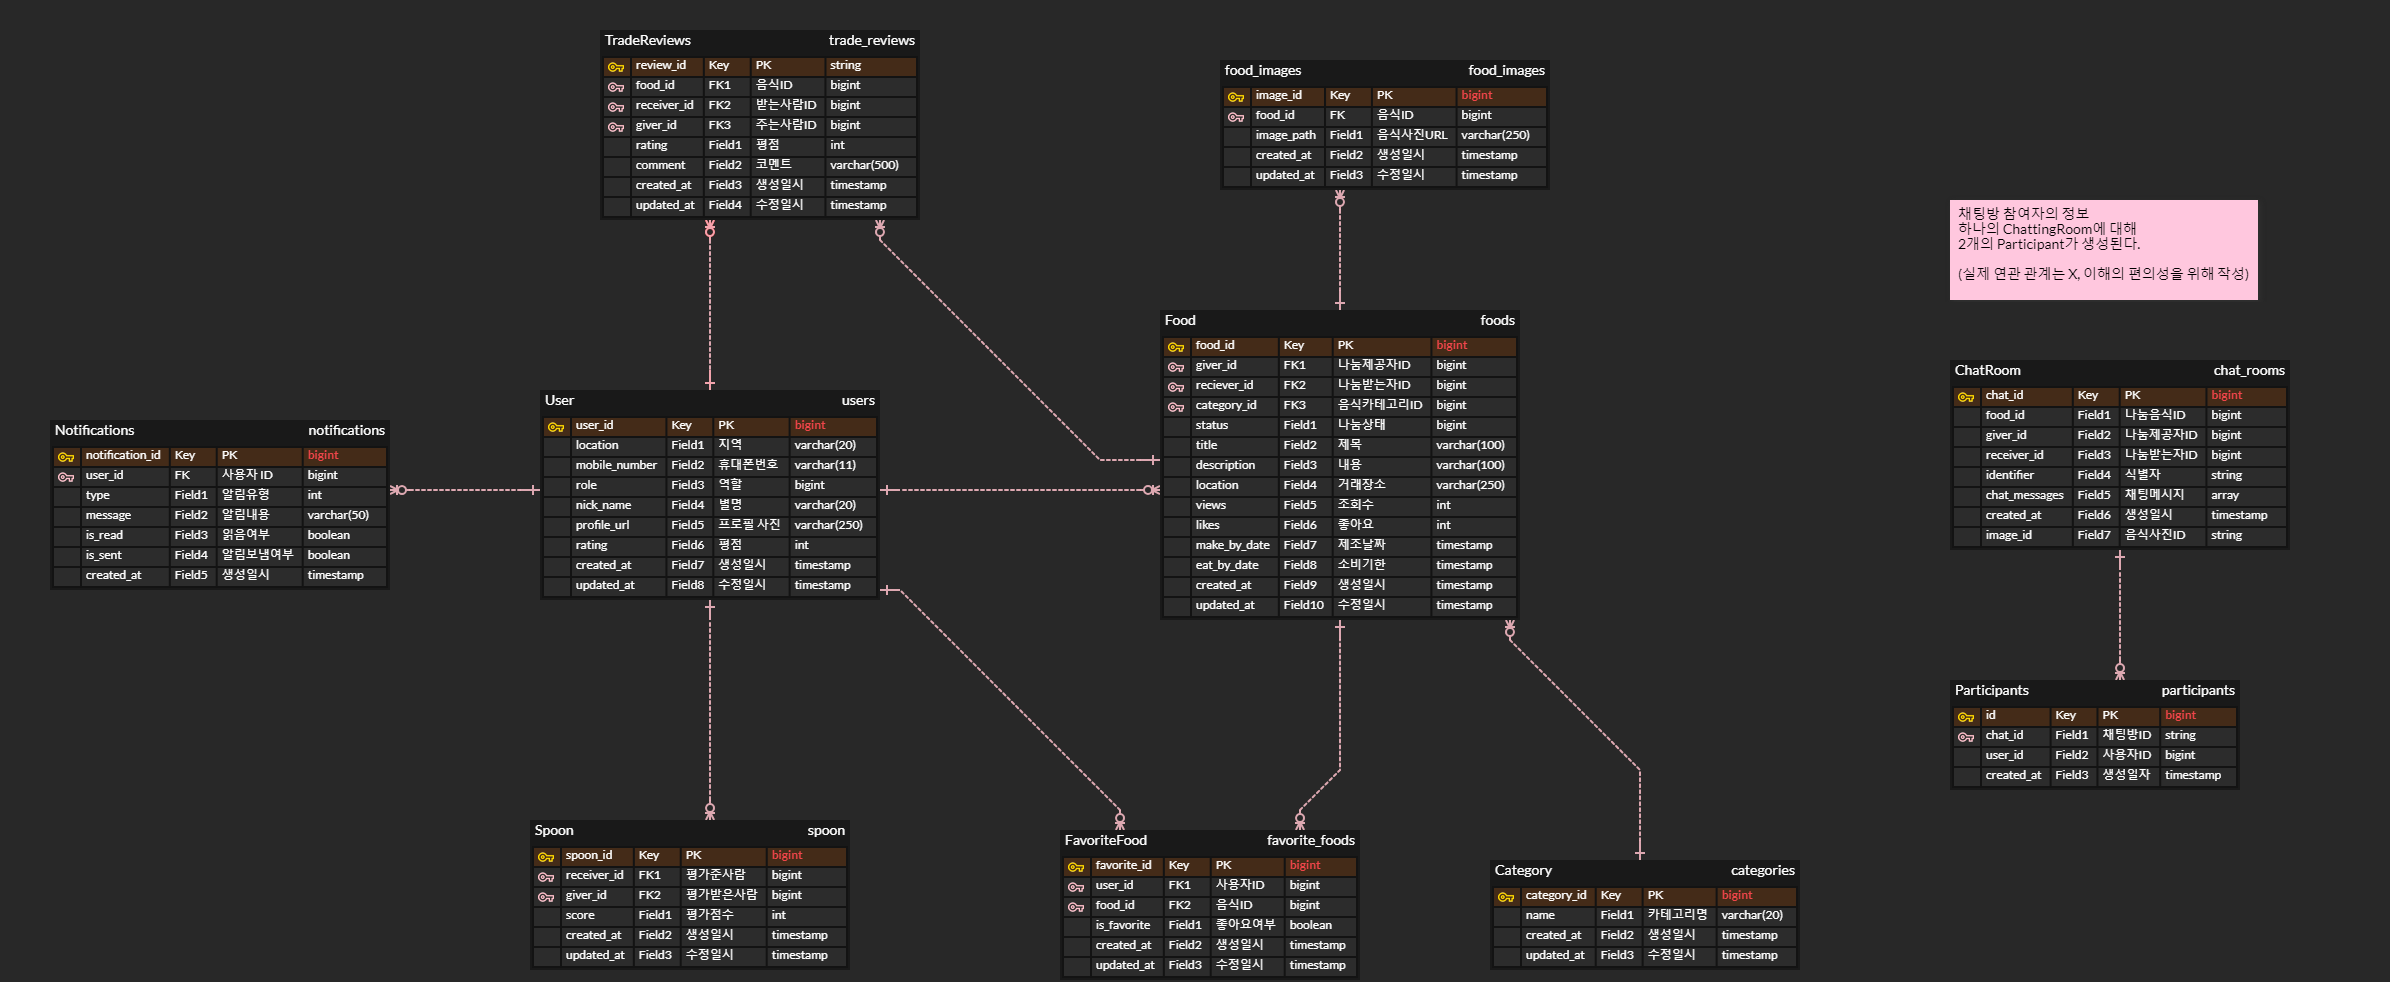 TradeReviews trade_reviews
review_id Key PK string
food_id FK1 음식ID bigint
receiver_id FK2 받는사람ID bigint
giver_id FK3 주는사람ID bigint
rating Field1 평점 int
comment Field2 코멘트 varchar(500)
created_at Field3 생성일시 timestamp
updated_at Field4 수정일시 timestamp
food_images food_images
image_id Key PK bigint
food_id FK 음식ID bigint
image_path Field1 음식사진URL varchar(250)
created_at Field2 생성일시 timestamp
updated_at Field3 수정일시 timestamp
채팅방 참여자의 정보
하나의 ChattingRoom에 대해
2개의 Participant가 생성된다.
(실제 연관 관계는 X, 이해의 편의성을 위해 작성)
Food foods
food_id Key PK bigint
giver_id FK1 나눔제공자ID bigint
reciever_id FK2 나눔받는자ID bigint
category_id FK3 음식카테고리ID bigint
status Field1 나눔상태 bigint
title Field2 제목 varchar(100)
description Field3 내용 varchar(100)
location Field4 거래장소 varchar(250)
views Field5 조회수 int
likes Field6 좋아요 int
make_by_date Field7 제조날짜 timestamp
eat_by_date Field8 소비기한 timestamp
created_at Field9 생성일시 timestamp
updated_at Field10 수정일시 timestamp
ChatRoom chat_rooms
chat_id Key PK bigint
food_id Field1 나눔음식ID bigint
giver_id Field2 나눔제공자ID bigint
receiver_id Field3 나눔받는자ID bigint
identifier Field4 식별자 string
chat_messages Field5 채팅메시지 array
created_at Field6 생성일시 timestamp
image_id Field7 음식사진ID string
User users
user_id Key PK bigint
location Field1 지역 varchar(20)
mobile_number Field2 휴대폰번호 varchar(11)
role Field3 역할 bigint
nick_name Field4 별명 varchar(20)
profile_url Field5 프로필 사진 varchar(250)
rating Field6 평점 int
created_at Field7 생성일시 timestamp
updated_at Field8 수정일시 timestamp
Notifications notifications
notification_id Key PK bigint
user_id FK 사용자 ID bigint
type Field1 알림유형 int
message Field2 알림내용 varchar(50)
is_read Field3 읽음여부 boolean
is_sent Field4 알림보냄여부 boolean
created_at Field5 생성일시 timestamp
Participants participants
id Key PK bigint
chat_id Field1 채팅방ID string
user_id Field2 사용자ID bigint
created_at Field3 생성일자 timestamp
Spoon spoon
spoon_id Key PK bigint
receiver_id FK1 평가준사람 bigint
giver_id FK2 평가받은사람 bigint
score Field1 평가점수 int
created_at Field2 생성일시 timestamp
updated_at Field3 수정일시 timestamp
FavoriteFood favorite_foods
favorite_id Key PK bigint
user_id FK1 사용자ID bigint
food_id FK2 음식ID bigint
is_favorite Field1 좋아요여부 boolean
created_at Field2 생성일시 timestamp
updated_at Field3 수정일시 timestamp
Category categories
category_id Key PK bigint
name Field1 카테고리명 varchar(20)
created_at Field2 생성일시 timestamp
updated_at Field3 수정일시 timestamp